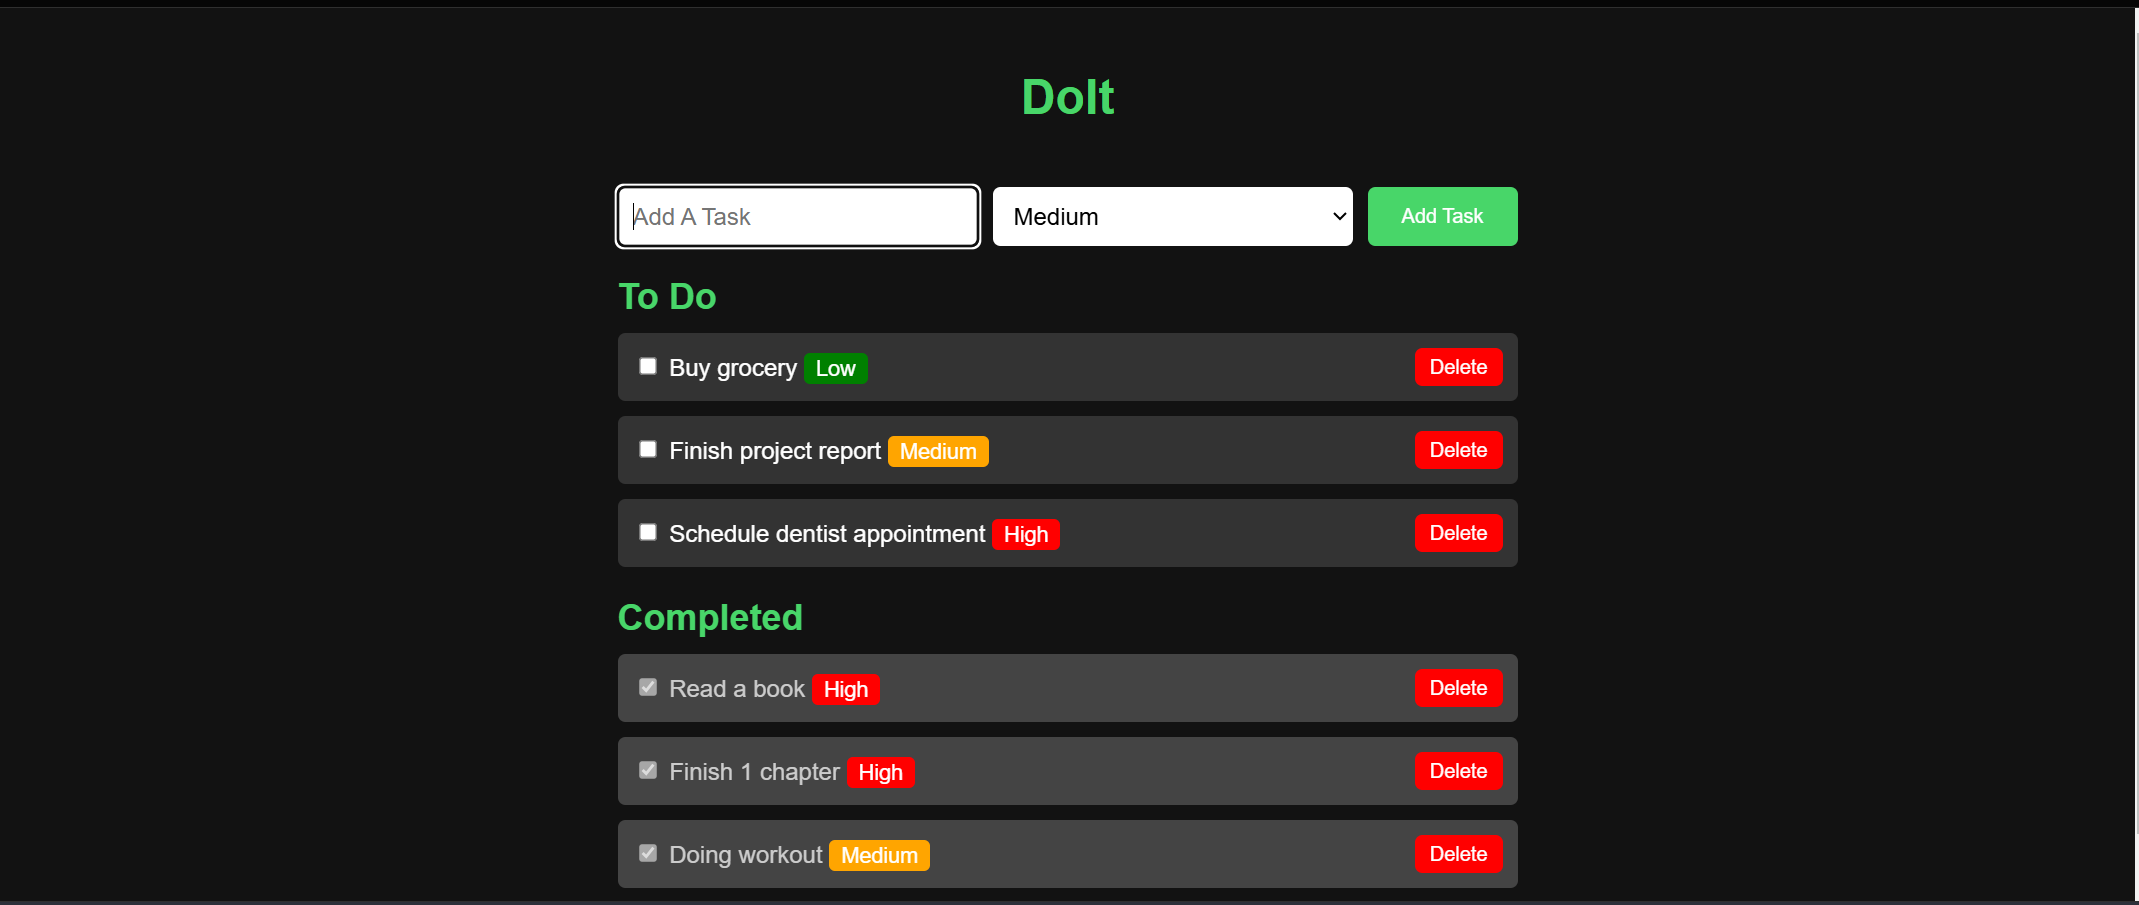 DoIt
Add A Task Medium Add Task
To Do
Buy grocery Low Delete
Finish project report Medium Delete
Schedule dentist appointment High Delete
Completed
Read a book High Delete
Finish 1 chapter High Delete
Doing workout Medium Delete